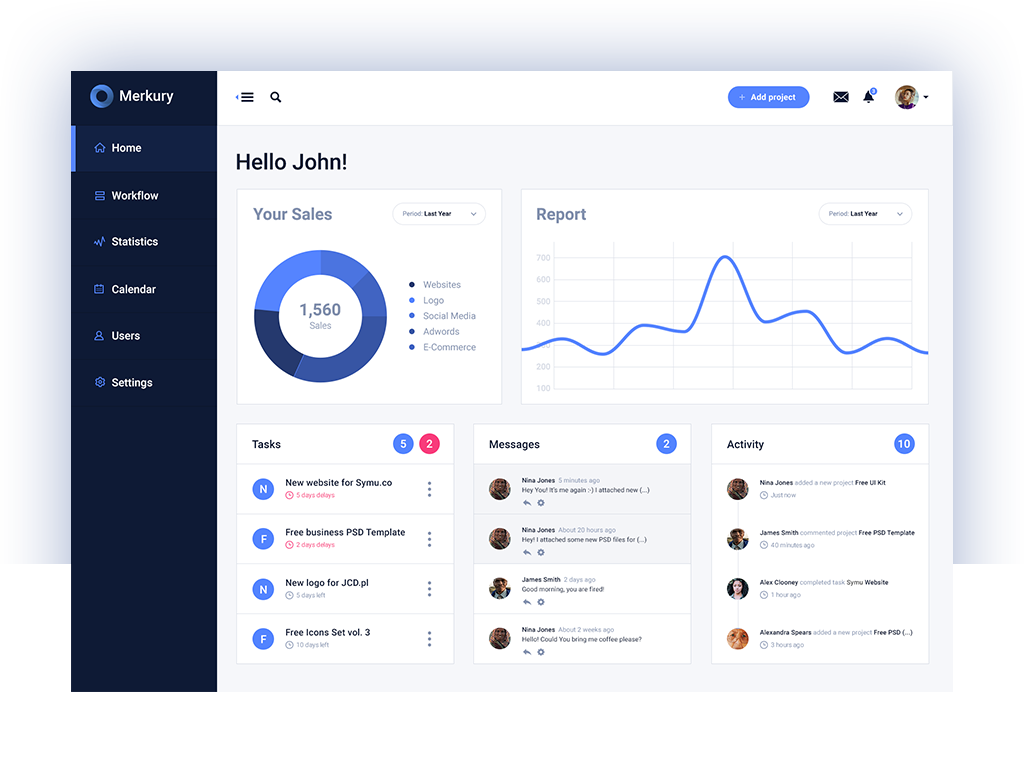 Merkury
Home
Workflow
Statistics
Calendar
Users
Settings
+ Add project
3
Hello John!
Your Sales
Period: Last Year
1,560
Sales
Websites
Logo
Social Media
Adwords
E-Commerce
Report
Period: Last Year
700
600
500
400
300
200
100
Tasks
5
2
N
New website for Symu.co
5 days delays
F
Free business PSD Template
2 days delays
N
New logo for JCD.pl
5 days left
F
Free Icons Set vol. 3
10 days left
Messages
2
Nina Jones 5 minutes ago
Hey You! It's me again :-) I attached new (...)
Nina Jones About 20 hours ago
Hey! I attached some new PSD files for (...)
James Smith 2 days ago
Good morning, you are fired!
Nina Jones About 2 weeks ago
Hello! Could You bring me coffee please?
Activity
10
Nina Jones added a new project Free UI Kit
Just now
James Smith commented project Free PSD Template
40 minutes ago
Alex Clooney completed task Symu Website
1 hour ago
Alexandra Spears added a new project Free PSD (...)
3 hours ago